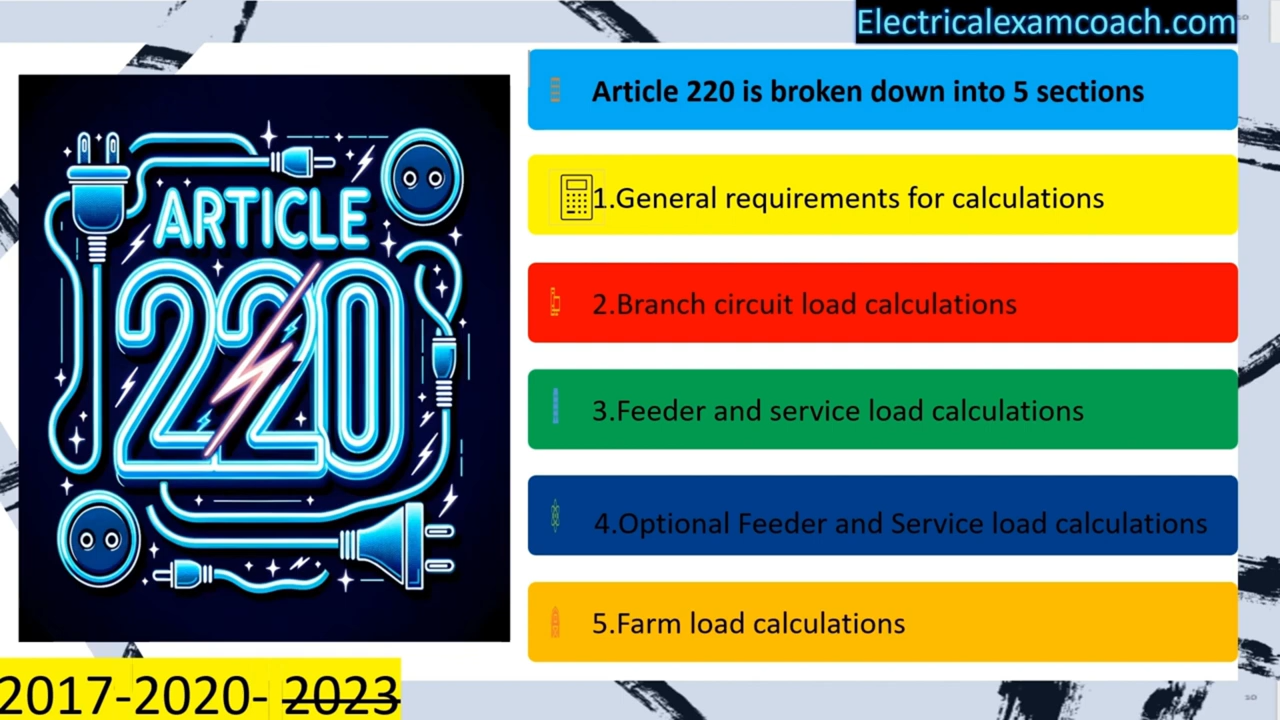 Electricalexamcoach.com
Article 220 is broken down into 5 sections
ARTICLE
220
1.General requirements for calculations
2.Branch circuit load calculations
3.Feeder and service load calculations
4.Optional Feeder and Service load calculations
5.Farm load calculations
2017-2020- 2023